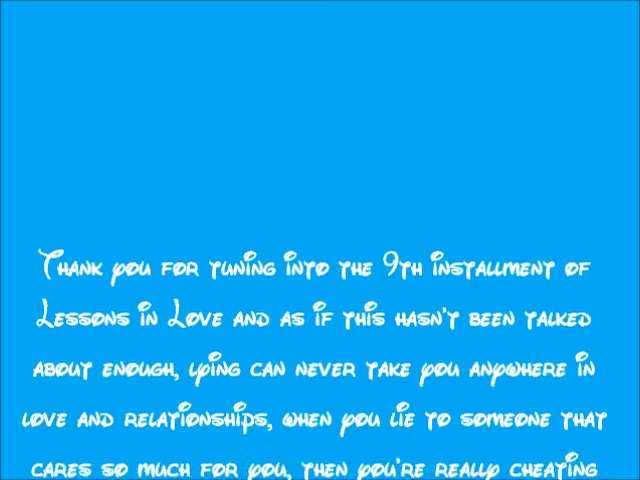 Thank you for tuning into the 9th installment of
Lessons in Love and as if this hasn't been talked
about enough, lying can never take you anywhere in
love and relationships, when you lie to someone that
cares so much for you, then you're really cheating